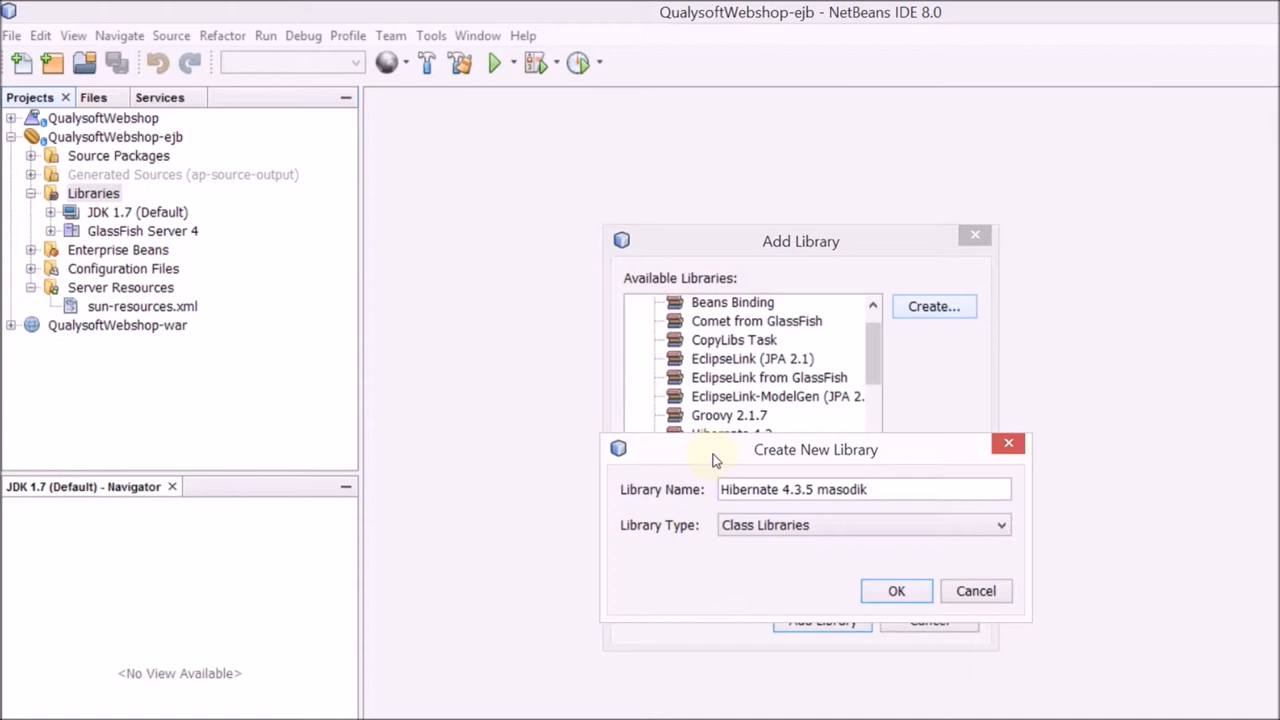 QualysoftWebshop-ejb - NetBeans IDE 8.0
File Edit View Navigate Source Refactor Run Debug Profile Team Tools Window Help
Projects Files Services
QualysoftWebshop
QualysoftWebshop-ejb
Source Packages
Generated Sources (ap-source-output)
Libraries
JDK 1.7 (Default)
GlassFish Server 4
Enterprise Beans
Configuration Files
Server Resources
sun-resources.xml
QualysoftWebshop-war
JDK 1.7 (Default) - Navigator
<No View Available>
Add Library
Available Libraries:
Beans Binding
Comet from GlassFish
CopyLibs Task
EclipseLink (JPA 2.1)
EclipseLink from GlassFish
EclipseLink-ModelGen (JPA 2.
Groovy 2.1.7
Create...
Create New Library
Library Name: Hibernate 4.3.5 masodik
Library Type: Class Libraries
OK Cancel
Add Library Cancel